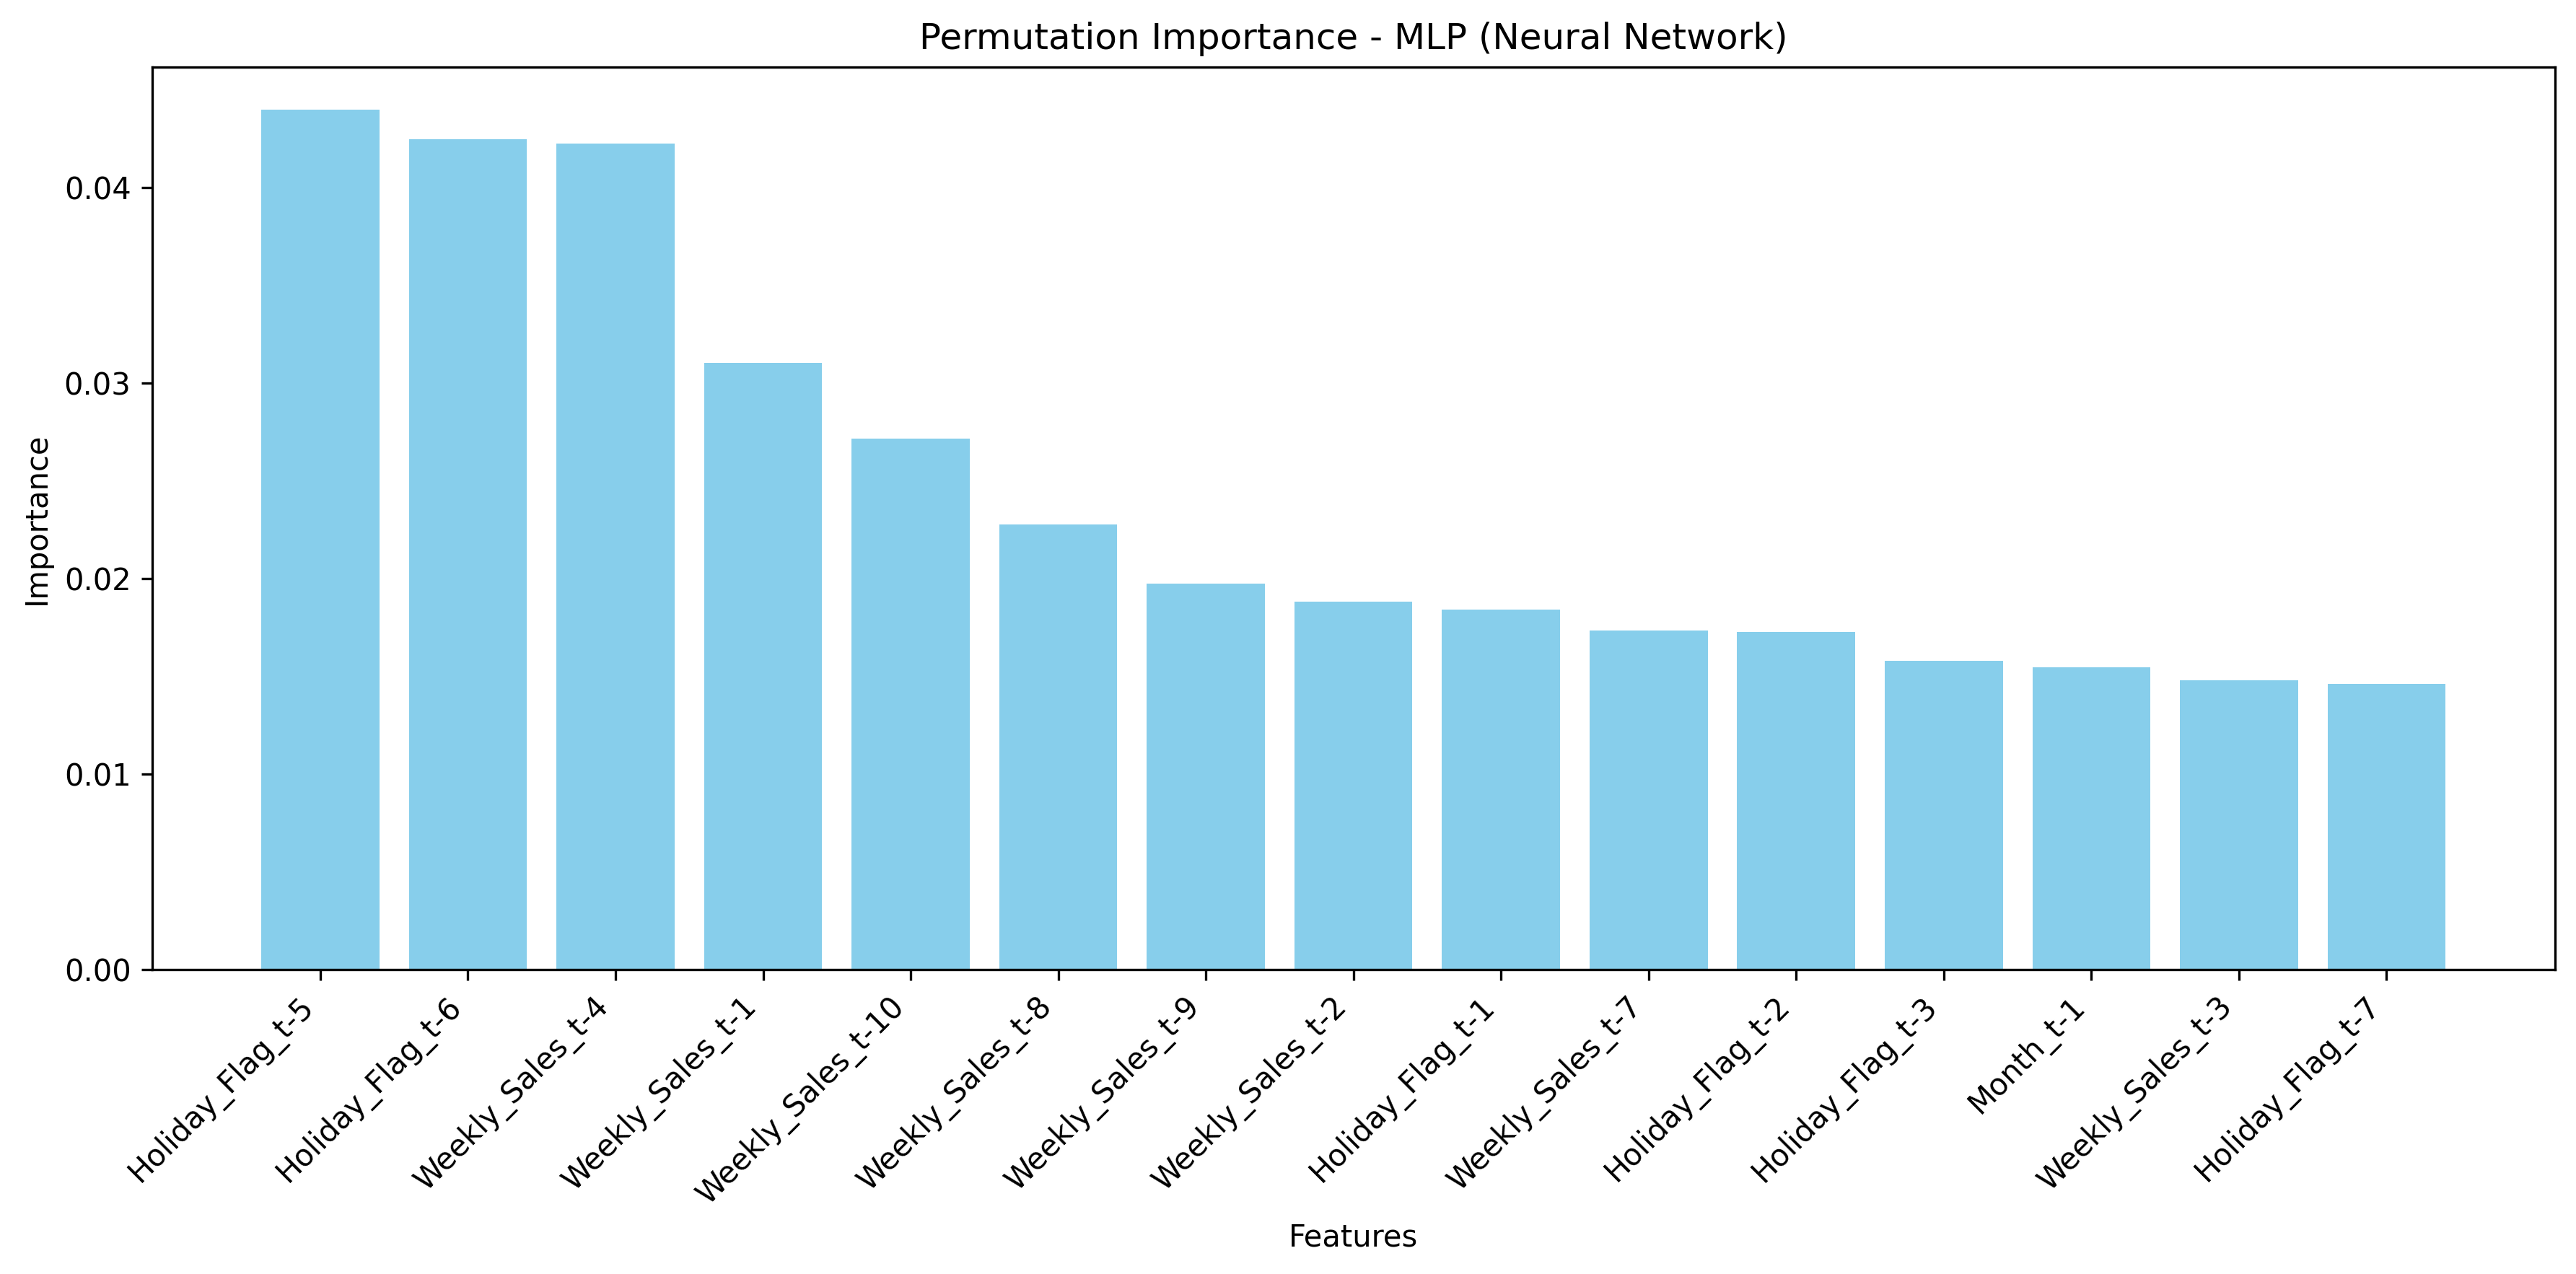 Permutation Importance - MLP (Neural Network)
Importance
0.04
0.03
0.02
0.01
0.00
Holiday_Flag_t-5
Holiday_Flag_t-6
Weekly_Sales_t-4
Weekly_Sales_t-1
Weekly_Sales_t-10
Weekly_Sales_t-8
Weekly_Sales_t-9
Weekly_Sales_t-2
Holiday_Flag_t-1
Weekly_Sales_t-7
Holiday_Flag_t-2
Holiday_Flag_t-3
Month_t-1
Weekly_Sales_t-3
Holiday_Flag_t-7
Features